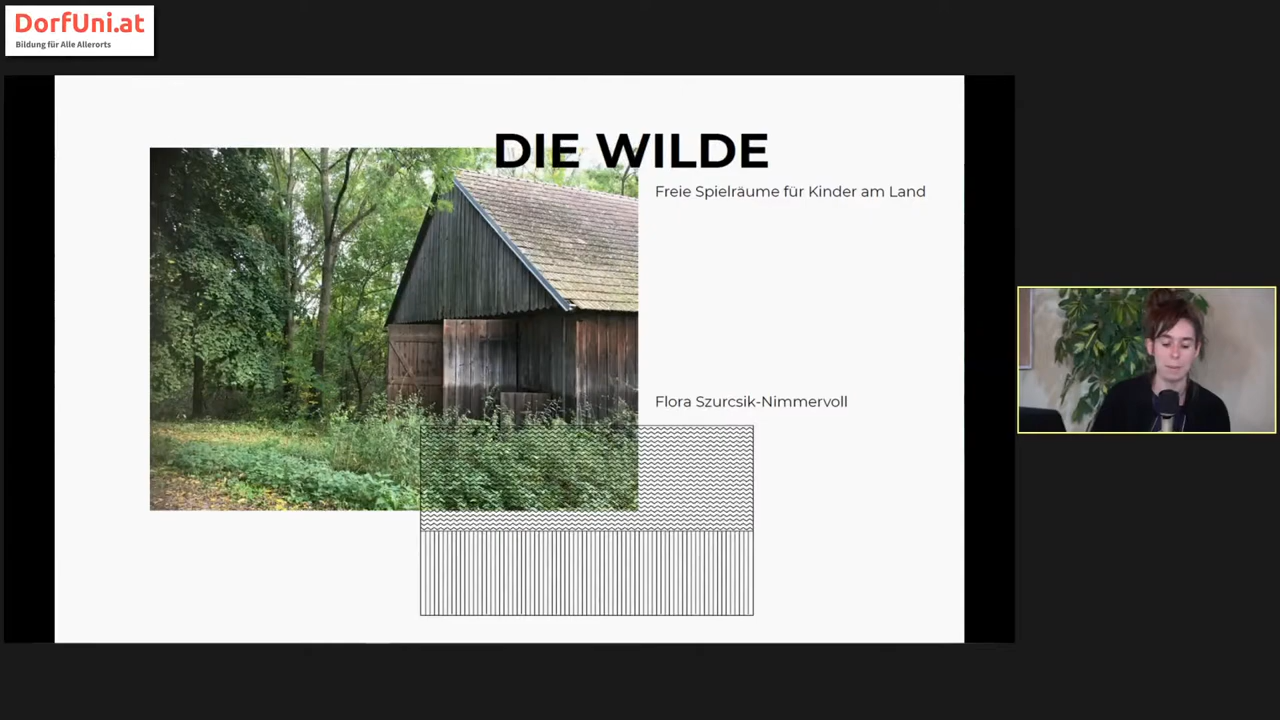 DorfUni.at
Bildung für Alle Allerorts
DIE WILDE
Freie Spielräume für Kinder am Land
Flora Szurcsik-Nimmervoll